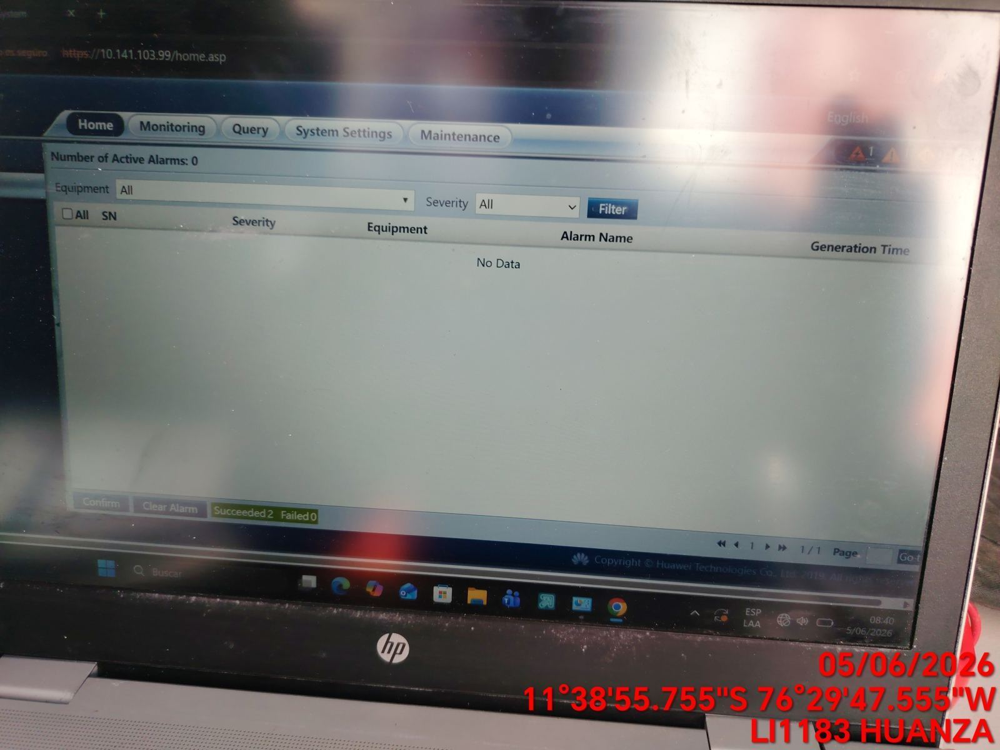 https://10.141.103.99/home.asp
English
Home Monitoring Query System Settings Maintenance
1
Number of Active Alarms: 0
Equipment All Severity All Filter
All SN Severity Equipment Alarm Name Generation Time
No Data
Confirm Clear Alarm Succeeded 2 Failed 0
1 1/1 Page
Copyright © Huawei Technologies Co., Ltd. 2019. All rights
Buscar
ESP
LAA
08:40
5/06/2026
hp
05/06/2026
11°38'55.755"S 76°29'47.555"W
LI1183 HUANZA